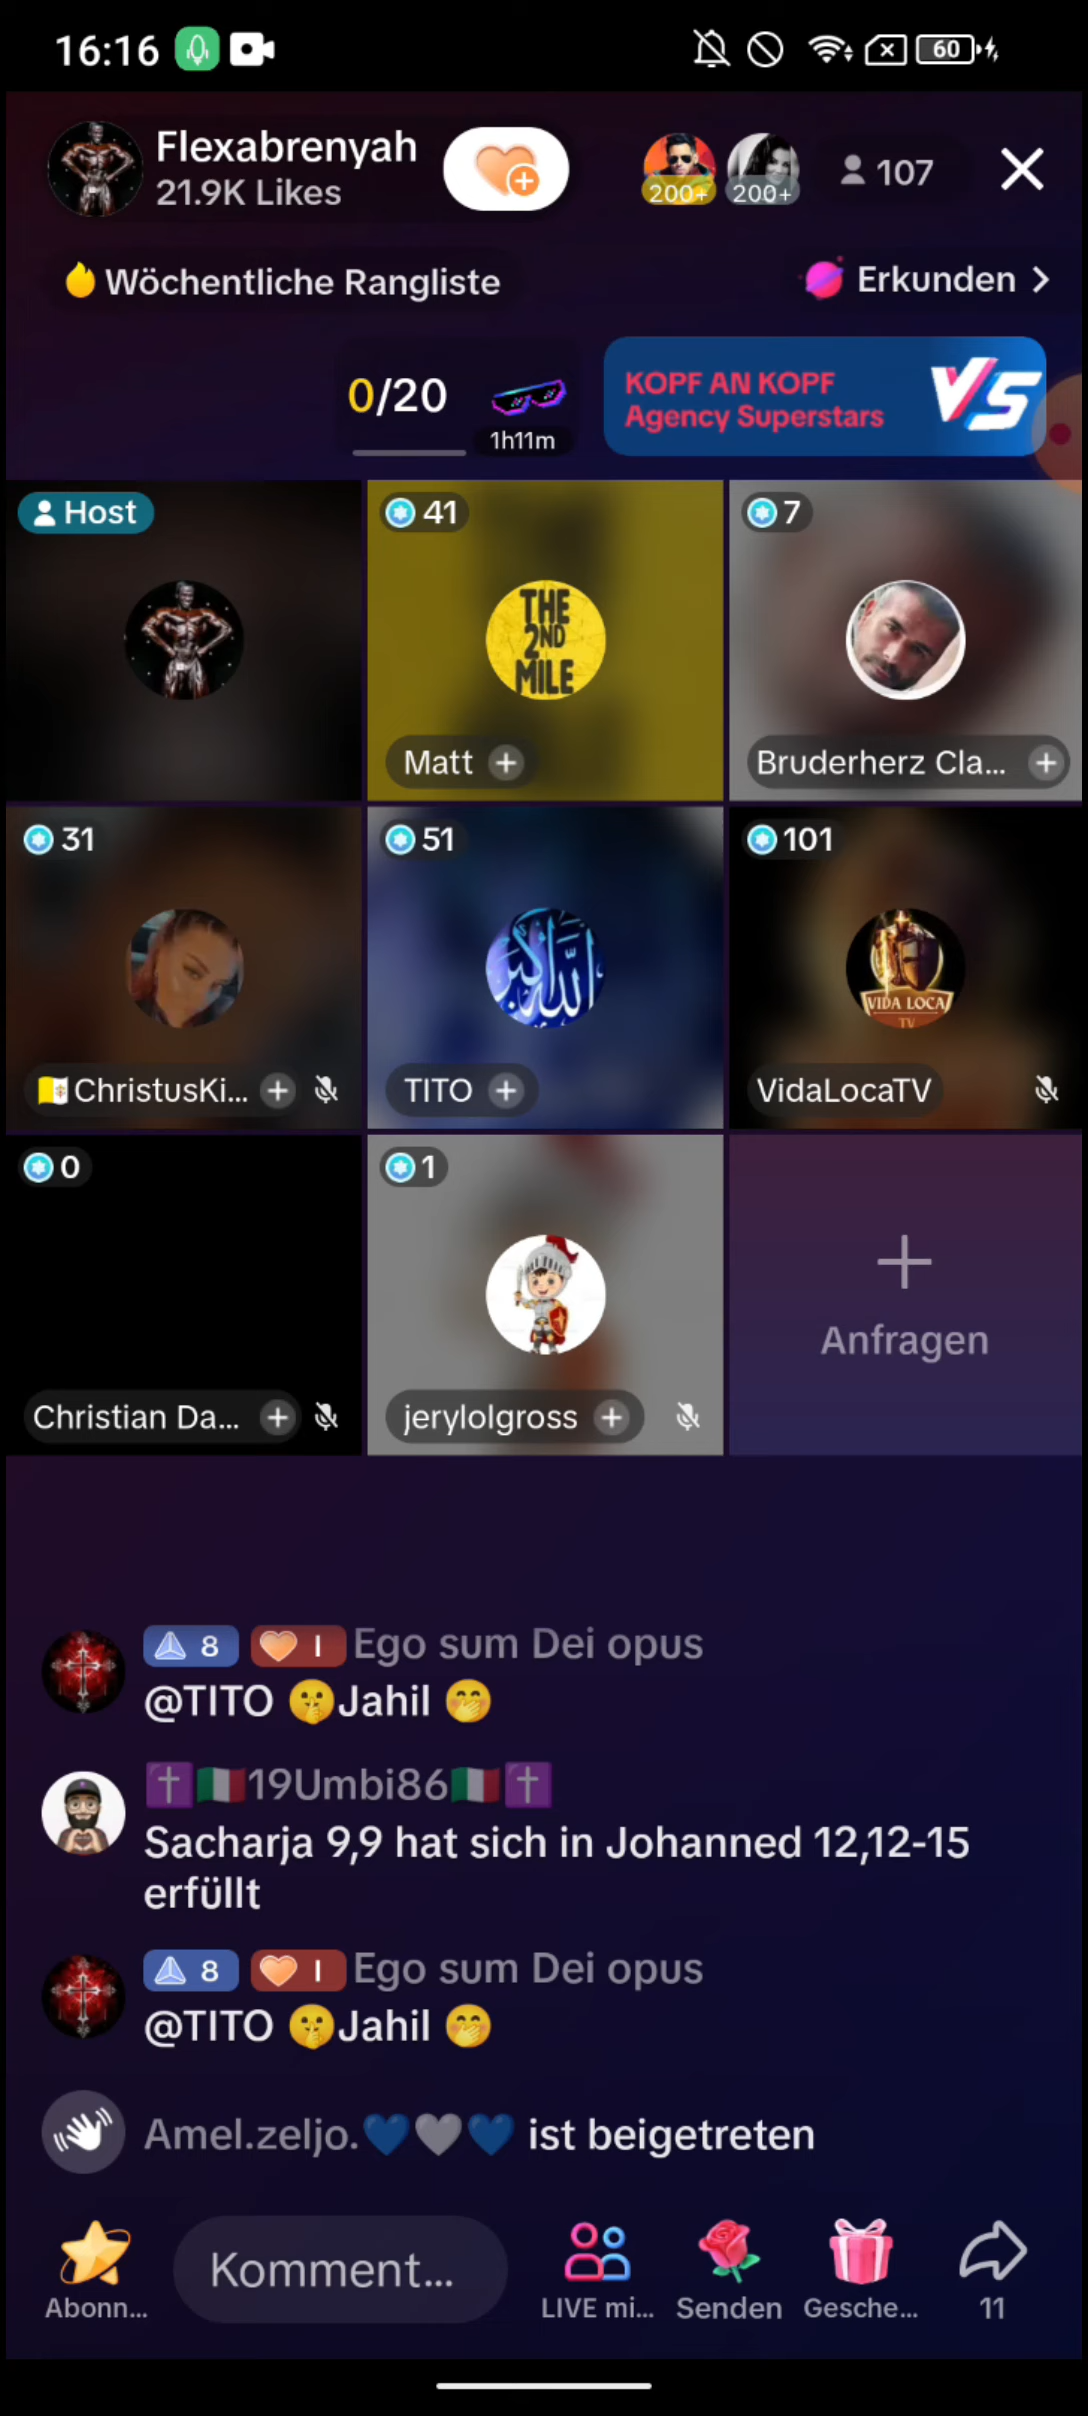 16:16
60
Flexabrenyah
21.9K Likes
200+
200+
107
Wöchentliche Rangliste
Erkunden >
0/20
1h11m
KOPF AN KOPF
Agency Superstars
VS
Host
41
THE
2ND
MILE
Matt +
7
Bruderherz Cla... +
31
ChristusKi... +
51
الله اكبر
TITO +
101
VIDA LOCA
TV
VidaLocaTV
0
Christian Da... +
1
jerylolgross +
+
Anfragen
8 I Ego sum Dei opus
@TITO 🤫Jahil 🤭
✝️🇮🇹19Umbi86🇮🇹✝️
Sacharja 9,9 hat sich in Johanned 12,12-15
erfüllt
8 I Ego sum Dei opus
@TITO 🤫Jahil 🤭
Amel.zeljo.💙🤍💙 ist beigetreten
Komment...
Abonn...
LIVE mi...
Senden
Gesche...
11